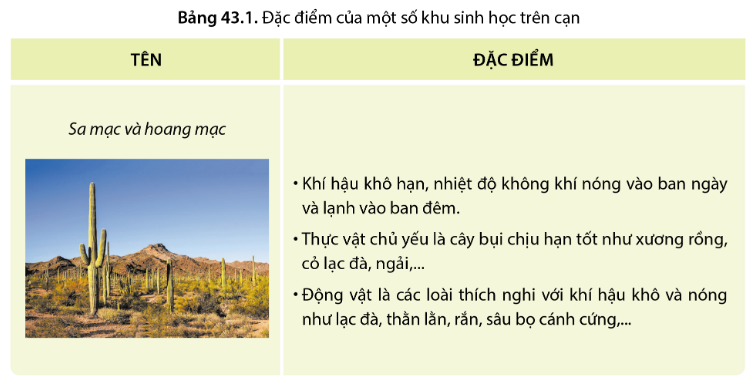 Bảng 43.1. Đặc điểm của một số khu sinh học trên cạn
TÊN
ĐẶC ĐIỂM
Sa mạc và hoang mạc
• Khí hậu khô hạn, nhiệt độ không khí nóng vào ban ngày
và lạnh vào ban đêm.
• Thực vật chủ yếu là cây bụi chịu hạn tốt như xương rồng,
cỏ lạc đà, ngải,...
• Động vật là các loài thích nghi với khí hậu khô và nóng
như lạc đà, thằn lằn, rắn, sâu bọ cánh cứng,...